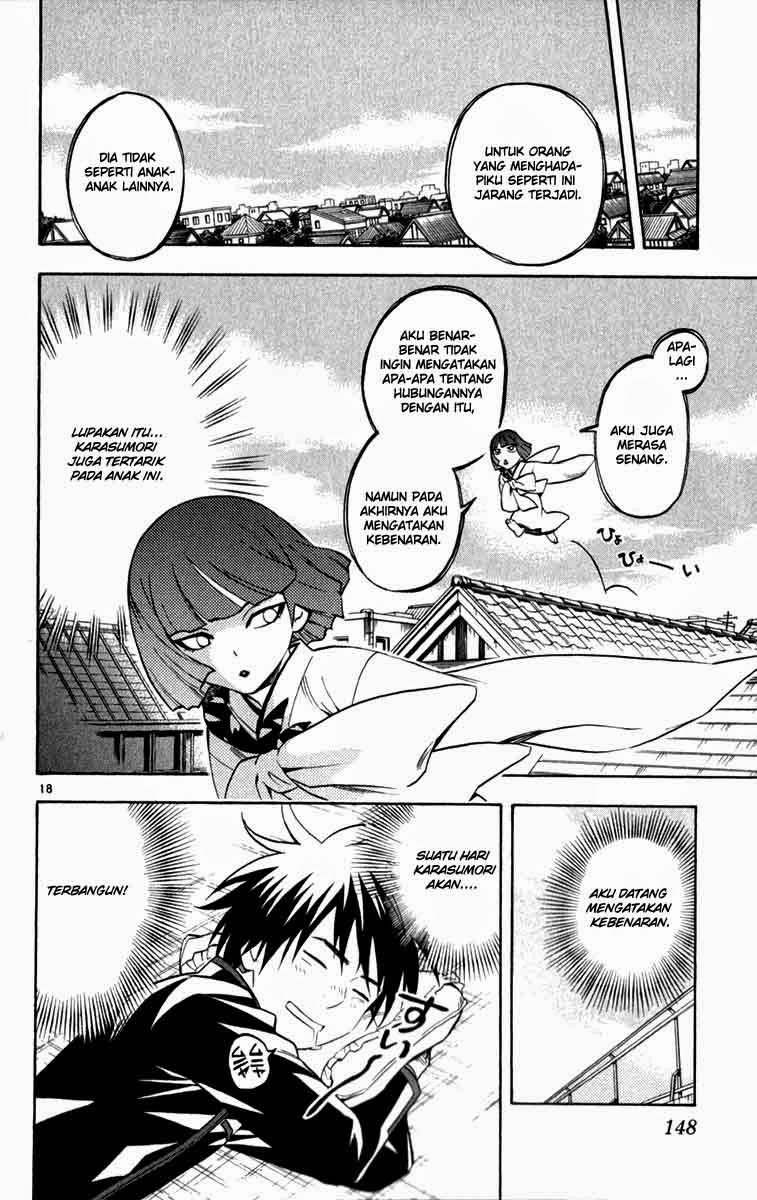 UNTUK ORANG
YANG MENGHADA-
PIKU SEPERTI INI
JARANG TERJADI.
DIA TIDAK
SEPERTI ANAK-
ANAK LAINNYA.
APA-
LAGI
...
AKU JUGA
MERASA
SENANG.
ひょ
ひょーい
AKU BENAR-
BENAR TIDAK
INGIN MENGATAKAN
APA-APA TENTANG
HUBUNGANNYA
DENGAN ITU,
NAMUN PADA
AKHIRNYA AKU
MENGATAKAN
KEBENARAN.
LUPAKAN ITU...
KARASUMORI
JUGA TERTARIK
PADA ANAK INI.
18
AKU DATANG
MENGATAKAN
KEBENARAN.
SUATU HARI
KARASUMORI
AKAN....
TERBANGUN!
すいー
148